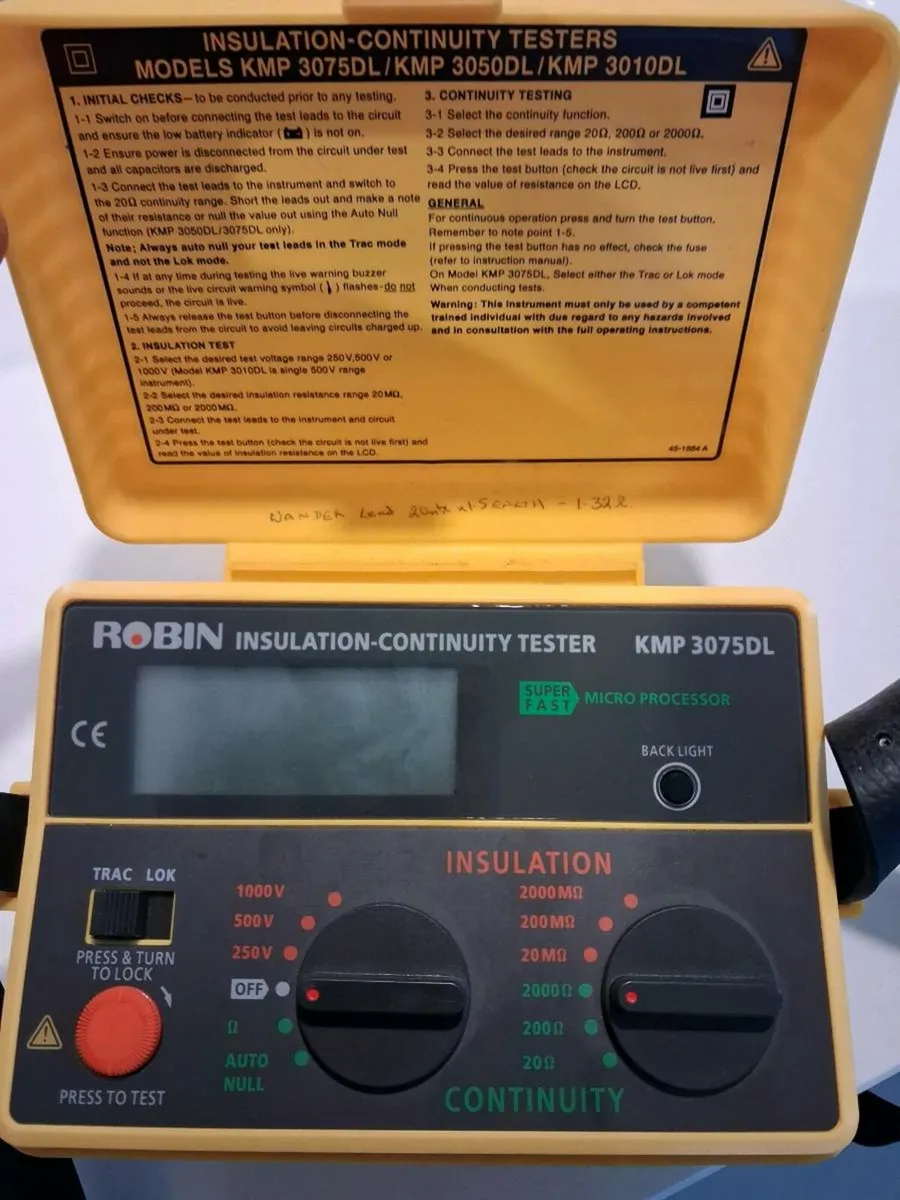 INSULATION-CONTINUITY TESTERS
MODELS KMP 3075DL/KMP 3050DL/KMP 3010DL
1. INITIAL CHECKS—to be conducted prior to any testing.
1-1 Switch on before connecting the test leads to the circuit
and ensure the low battery indicator ( ) is not on.
1-2 Ensure power is disconnected from the circuit under test
and all capacitors are discharged.
1-3 Connect the test leads to the instrument and switch to
the 20Ω continuity range. Short the leads out and make a note
of their resistance or null the value out using the Auto Null
function (KMP 3050DL/3075DL only).
Note; Always auto null your test leads in the Trac mode
and not the Lok mode.
1-4 If at any time during testing the live warning buzzer
sounds or the live circuit warning symbol ( ) flashes-do not
proceed, the circuit is live.
1-5 Always release the test button before disconnecting the
test leads from the circuit to avoid leaving circuits charged up.
2. INSULATION TEST
2-1 Select the desired test voltage range 250V,500V or
1000V (Model KMP 3010DL is single 500V range
instrument).
2-2 Select the desired insulation resistance range 20MΩ,
200MΩ or 2000MΩ.
2-3 Connect the test leads to the instrument and circuit
under test.
2-4 Press the test button (check the circuit is not live first) and
read the value of insulation resistance on the LCD.
3. CONTINUITY TESTING
3-1 Select the continuity function.
3-2 Select the desired range 20Ω, 200Ω or 2000Ω.
3-3 Connect the test leads to the instrument.
3-4 Press the test button (check the circuit is not live first) and
read the value of resistance on the LCD.
GENERAL
For continuous operation press and turn the test button.
Remember to note point 1-5.
If pressing the test button has no effect, check the fuse
(refer to instruction manual).
On Model KMP 3075DL, Select either the Trac or Lok mode
When conducting tests.
Warning: This instrument must only be used by a competent
trained individual with due regard to any hazards involved
and in consultation with the full operating instructions.
45-1884 A
WANDER Lead
ROBIN INSULATION-CONTINUITY TESTER KMP 3075DL
SUPER FAST MICRO PROCESSOR
CE
BACK LIGHT
TRAC LOK
PRESS & TURN
TO LOCK
PRESS TO TEST
INSULATION
1000V
500V
250V
OFF
Ω
AUTO
NULL
2000MΩ
200MΩ
20MΩ
2000Ω
200Ω
20Ω
CONTINUITY